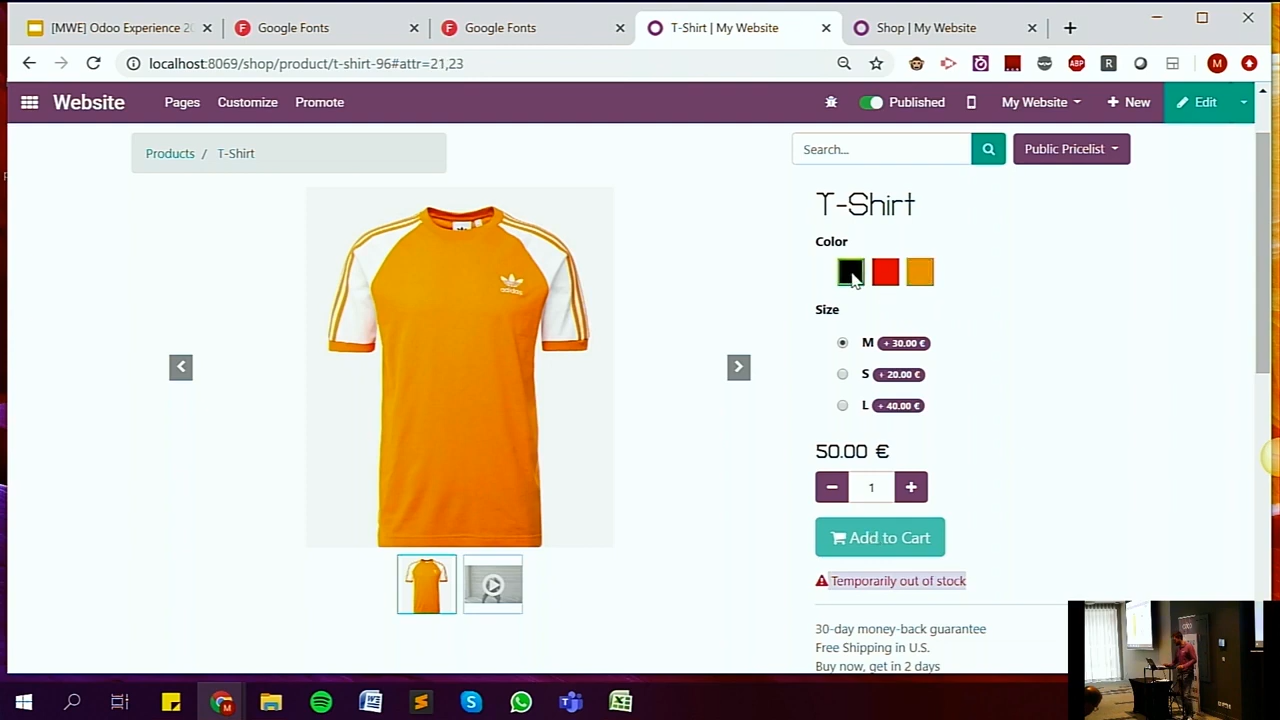 [MWE] Odoo Experience 20
Google Fonts
Google Fonts
T-Shirt | My Website
Shop | My Website
localhost:8069/shop/product/t-shirt-96#attr=21,23
ABP
R
M
Website
Pages
Customize
Promote
Published
My Website
New
Edit
Products / T-Shirt
Search...
Public Pricelist
T-Shirt
Color
Size
M + 30.00 €
S + 20.00 €
L + 40.00 €
50.00 €
1
Add to Cart
Temporarily out of stock
30-day money-back guarantee
Free Shipping in U.S.
Buy now, get in 2 days
adidas